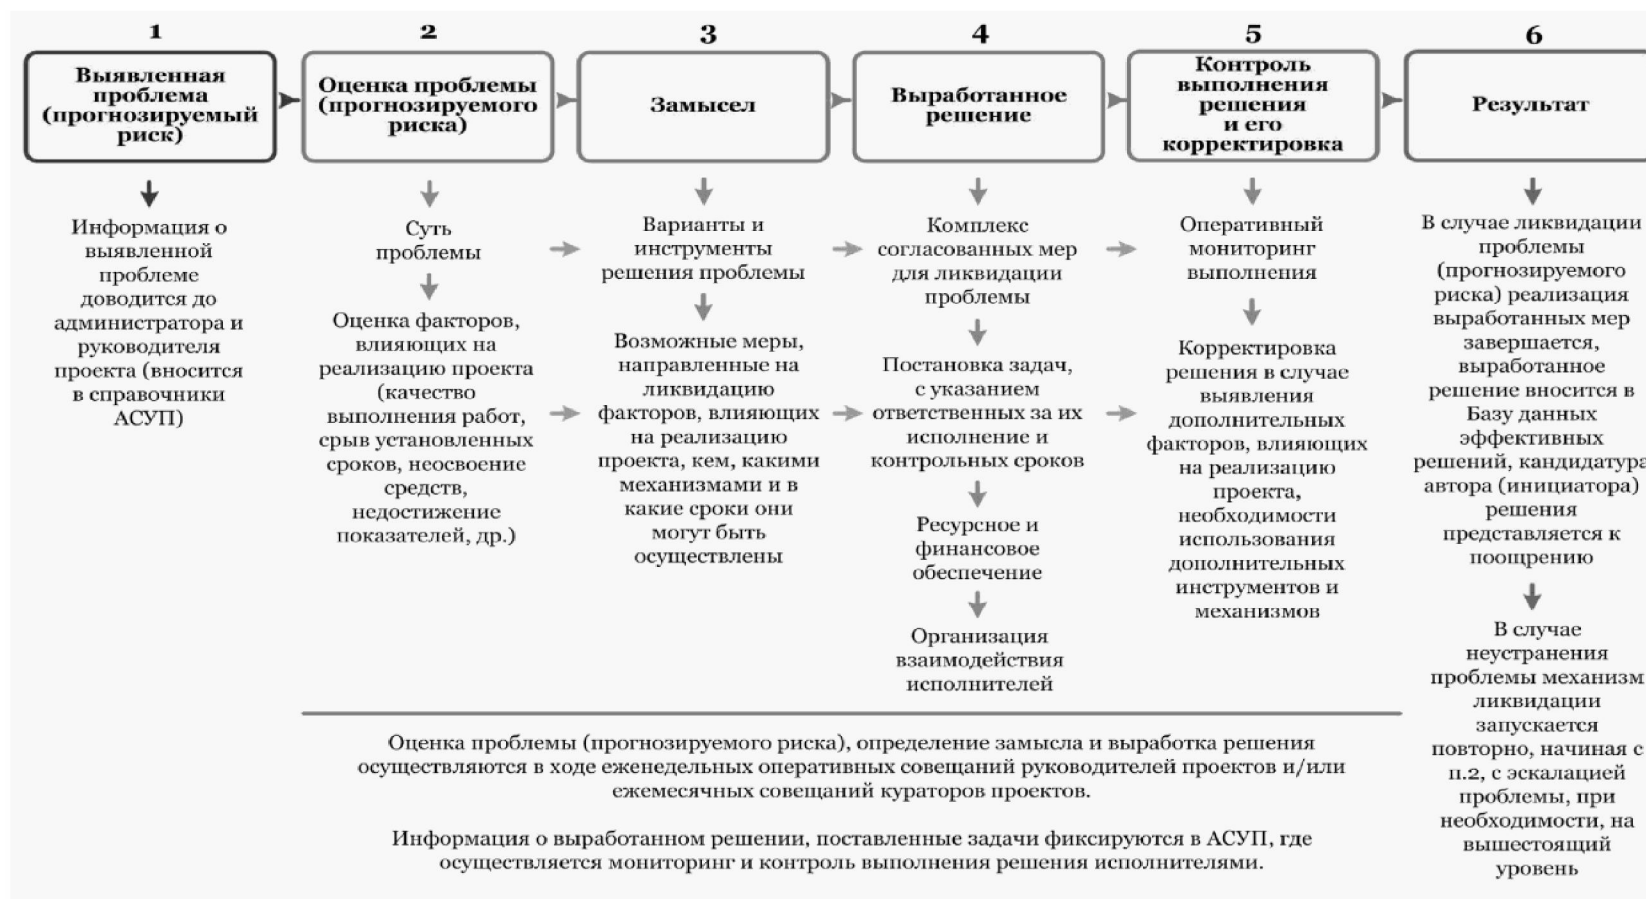 1
Выявленная
проблема
(прогнозируемый
риск)
Информация о
выявленной
проблеме
доводится до
администратора и
руководителя
проекта (вносится
в справочники
АСУП)
2
Оценка проблемы
(прогнозируемого
риска)
Суть
проблемы
Оценка факторов,
влияющих на
реализацию проекта
(качество
выполнения работ,
срыв установленных
сроков, неосвоение
средств,
недостижение
показателей, др.)
3
Замысел
Варианты и
инструменты
решения проблемы
Возможные меры,
направленные на
ликвидацию
факторов, влияющих
на реализацию
проекта, кем, какими
механизмами и в
какие сроки они
могут быть
осуществлены
4
Выработанное
решение
Комплекс
согласованных мер
для ликвидации
проблемы
Постановка задач,
с указанием
ответственных за их
исполнение и
контрольных сроков
Ресурсное и
финансовое
обеспечение
Организация
взаимодействия
исполнителей
5
Контроль
выполнения
решения
и его
корректировка
Оперативный
мониторинг
выполнения
Корректировка
решения в случае
выявления
дополнительных
факторов, влияющих
на реализацию
проекта,
необходимости
использования
дополнительных
инструментов и
механизмов
6
Результат
В случае ликвидации
проблемы
(прогнозируемого
риска) реализация
выработанных мер
завершается,
выработанное
решение вносится в
Базу данных
эффективных
решений, кандидатура
автора (инициатора)
решения
представляется к
поощрению
В случае
неустранения
проблемы механизм
ликвидации
запускается
повторно, начиная с
п.2, с эскалацией
проблемы, при
необходимости, на
вышестоящий
уровень
Оценка проблемы (прогнозируемого риска), определение замысла и выработка решения
осуществляются в ходе еженедельных оперативных совещаний руководителей проектов и/или
ежемесячных совещаний кураторов проектов.
Информация о выработанном решении, поставленные задачи фиксируются в АСУП, где
осуществляется мониторинг и контроль выполнения решения исполнителями.